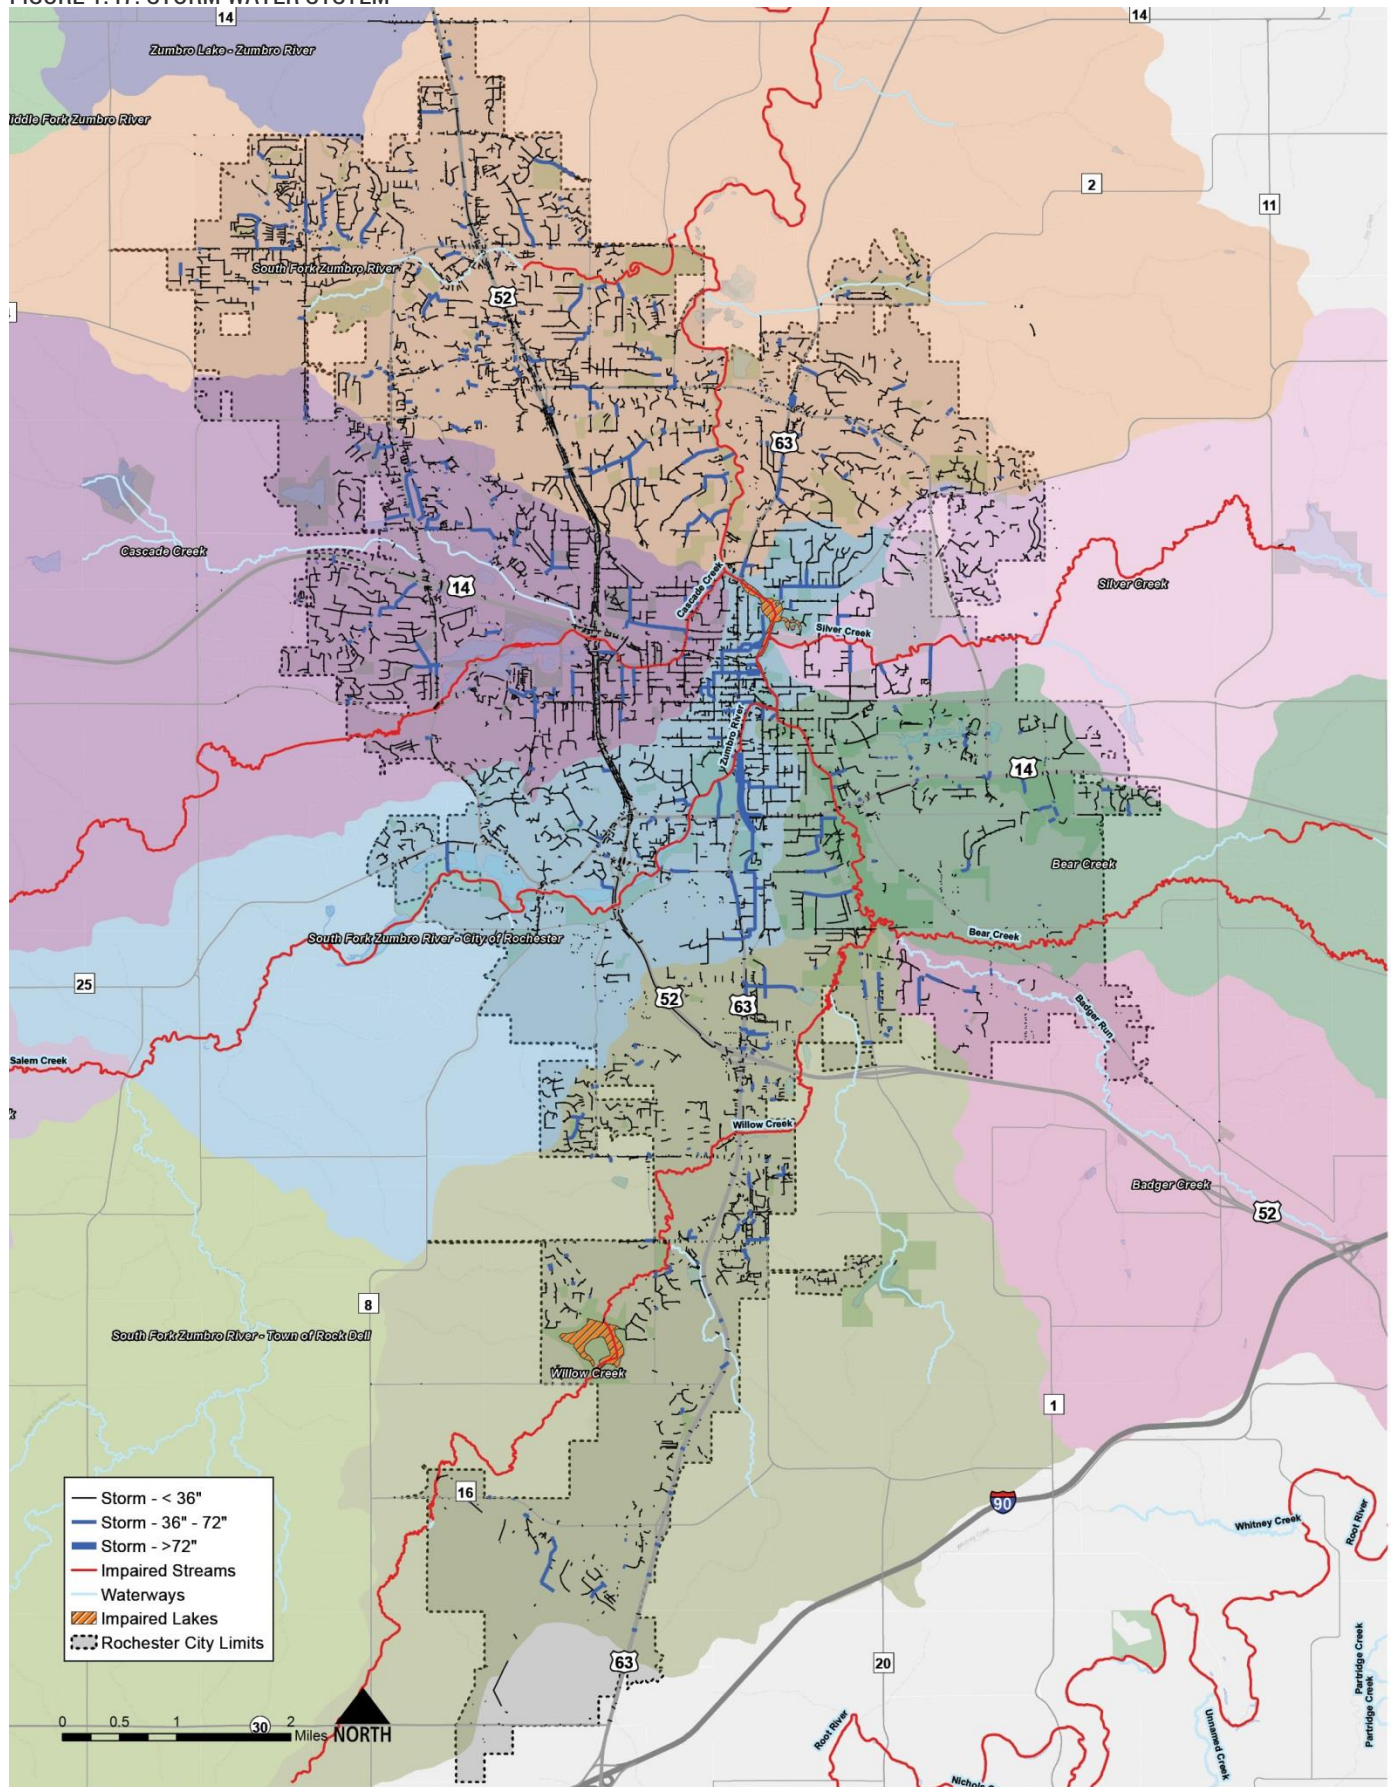 14
14
Zumbro Lake - Zumbro River
Middle Fork Zumbro River
2
11
South Fork Zumbro River
52
63
Cascade Creek
14
Cascade Creek
Silver Creek
Silver Creek
Zumbro River
14
Bear Creek
South Fork Zumbro River - City of Rochester
Bear Creek
25
52
63
Badger Run
Salem Creek
Willow Creek
Badger Creek
52
8
South Fork Zumbro River - Town of Rock Dell
Willow Creek
1
16
90
Whitney Creek
Root River
Storm - < 36"
Storm - 36" - 72"
Storm - >72"
Impaired Streams
Waterways
Impaired Lakes
Rochester City Limits
63
20
Partridge Creek
Partridge Creek
Unnamed Creek
Root River
0 0.5 1 2
30
Miles
NORTH